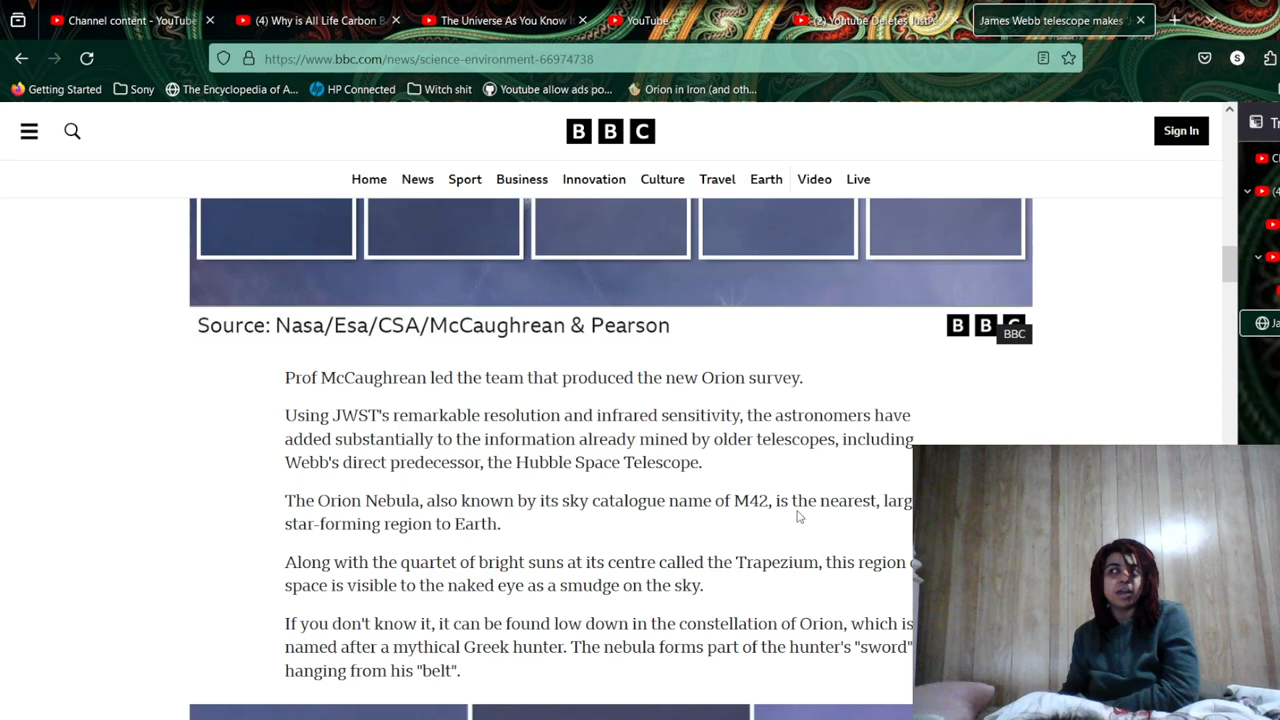 Channel content - YouTube
(4) Why is All Life Carbon B
The Universe As You Know I
YouTube
(2) Youtube Deletes JustPe
James Webb telescope makes 'J
https://www.bbc.com/news/science-environment-66974738
S
Getting Started
Sony
The Encyclopedia of A...
HP Connected
Witch shit
Youtube allow ads po...
Orion in Iron (and oth...
BBC
Sign In
Home
News
Sport
Business
Innovation
Culture
Travel
Earth
Video
Live
Source: Nasa/Esa/CSA/McCaughrean & Pearson
BBC
BBC
Prof McCaughrean led the team that produced the new Orion survey.
Using JWST's remarkable resolution and infrared sensitivity, the astronomers have
added substantially to the information already mined by older telescopes, including
Webb's direct predecessor, the Hubble Space Telescope.
The Orion Nebula, also known by its sky catalogue name of M42, is the nearest, larg
star-forming region to Earth.
Along with the quartet of bright suns at its centre called the Trapezium, this region
space is visible to the naked eye as a smudge on the sky.
If you don't know it, it can be found low down in the constellation of Orion, which is
named after a mythical Greek hunter. The nebula forms part of the hunter's "sword"
hanging from his "belt".